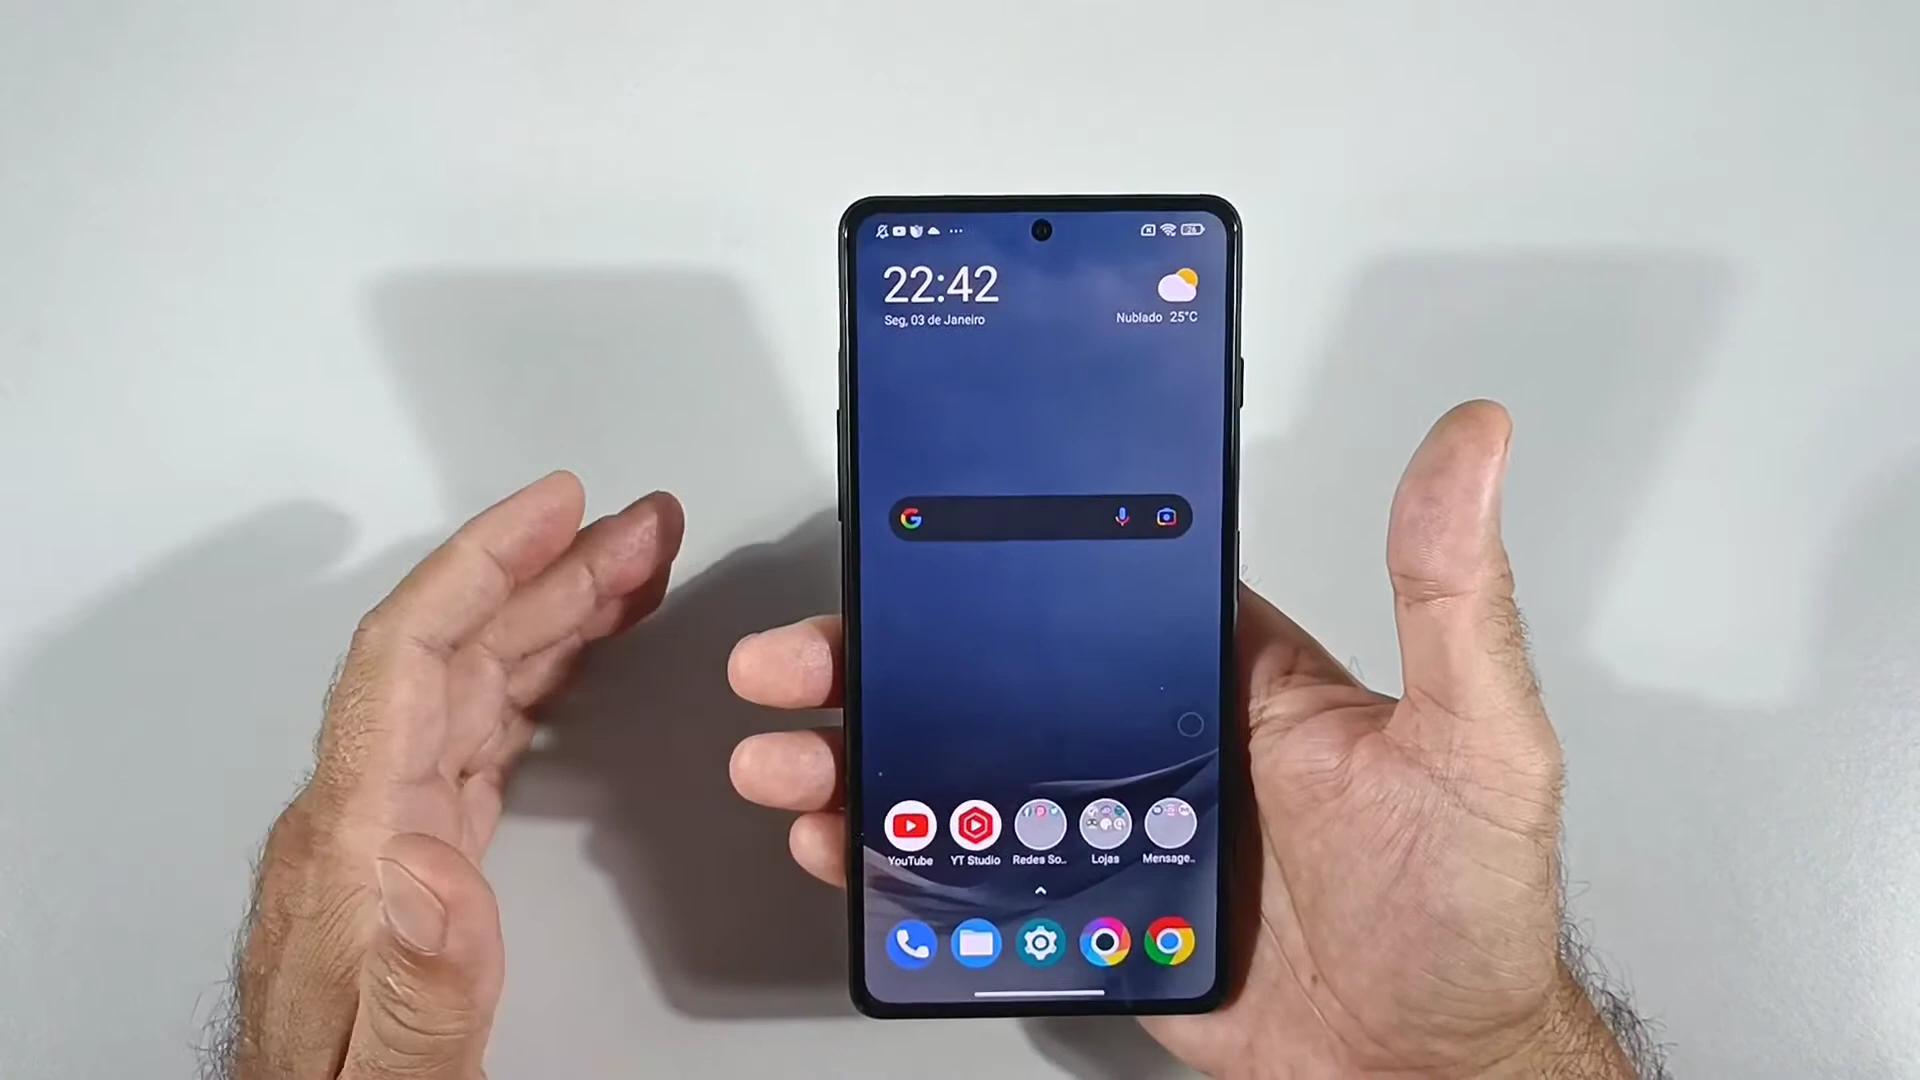 22:42
Seg, 03 de Janeiro
Nublado 25°C
YouTube
YT Studio
Redes So..
Lojas
Mensage..